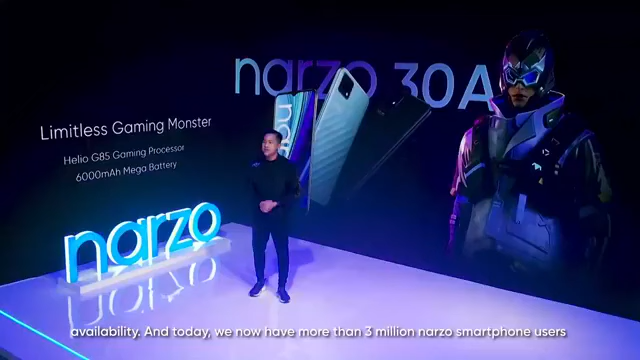 narzo 30A
Limitless Gaming Monster
Helio G85 Gaming Processor
6000mAh Mega Battery
narzo
availability. And today, we now have more than 3 million narzo smartphone users